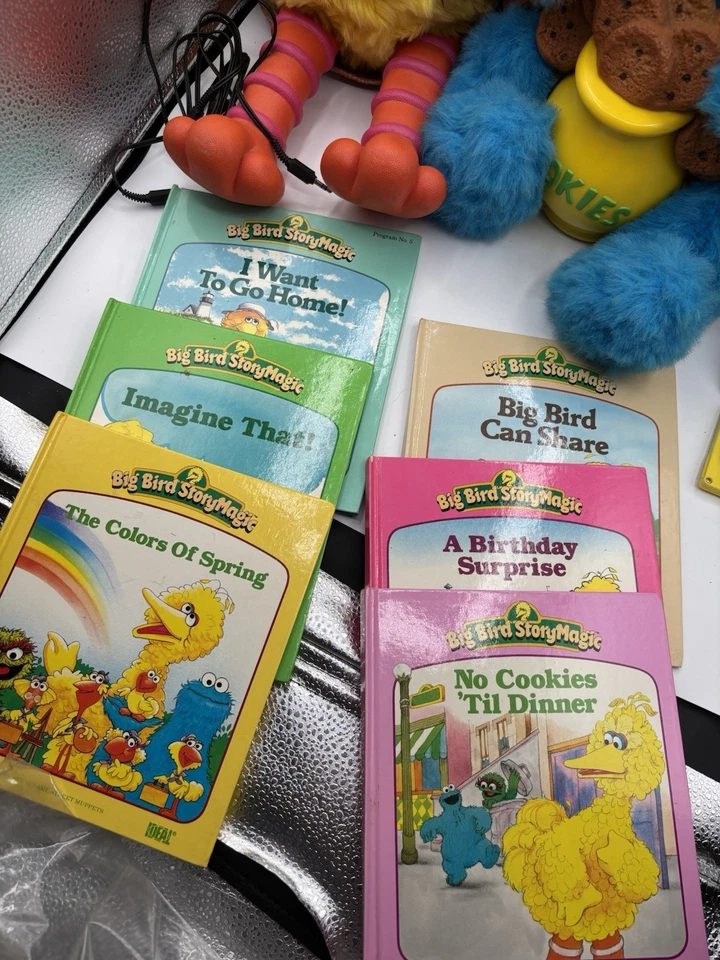 OKIES
Big Bird StoryMagic
Program No. 2
I Want
To Go Home!
Big Bird StoryMagic
Imagine That!
Big Bird StoryMagic
The Colors Of Spring
IDEAL®
Big Bird StoryMagic
Big Bird
Can Share
Big Bird StoryMagic
A Birthday
Surprise
Big Bird StoryMagic
No Cookies
'Til Dinner